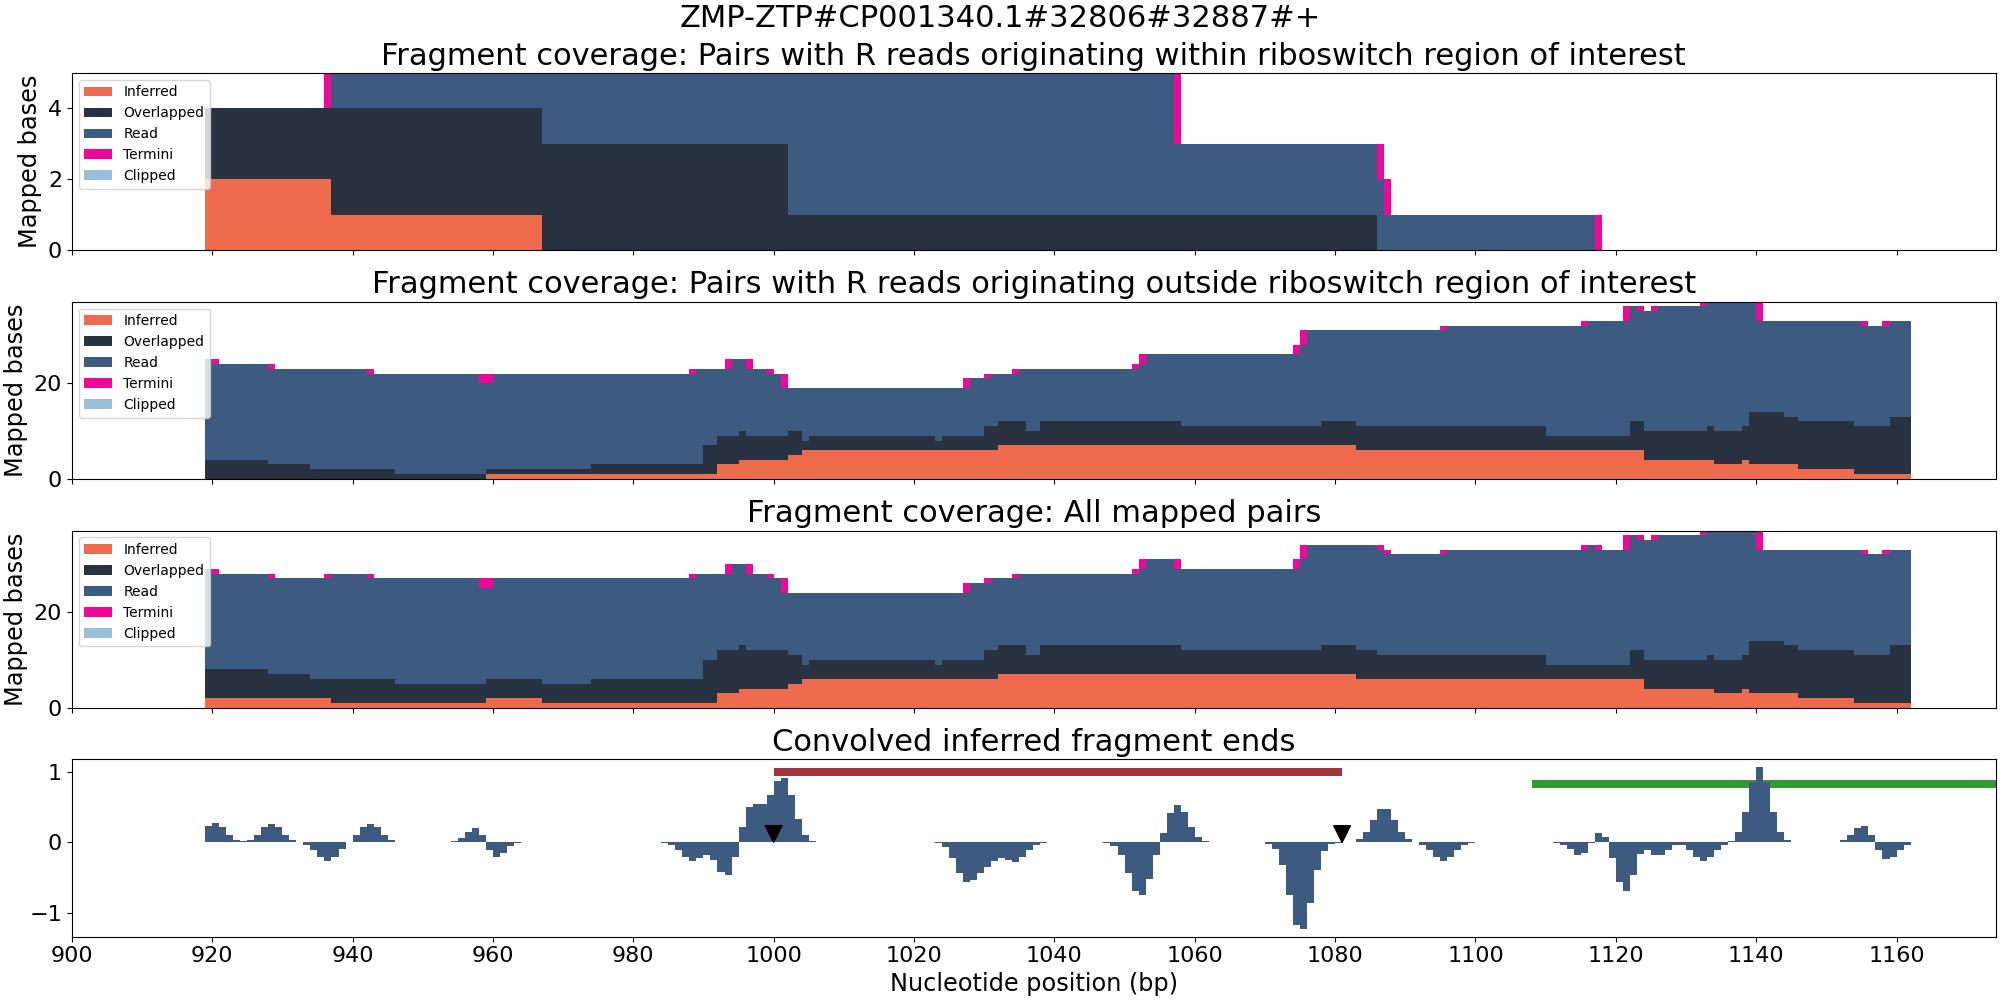 ZMP-ZTP#CP001340.1#32806#32887#+
Fragment coverage: Pairs with R reads originating within riboswitch region of interest
Mapped bases
4
2
0
Inferred
Overlapped
Read
Termini
Clipped
Fragment coverage: Pairs with R reads originating outside riboswitch region of interest
Mapped bases
20
0
Inferred
Overlapped
Read
Termini
Clipped
Fragment coverage: All mapped pairs
Mapped bases
20
0
Inferred
Overlapped
Read
Termini
Clipped
Convolved inferred fragment ends
1
0
−1
900 920 940 960 980 1000 1020 1040 1060 1080 1100 1120 1140 1160
Nucleotide position (bp)